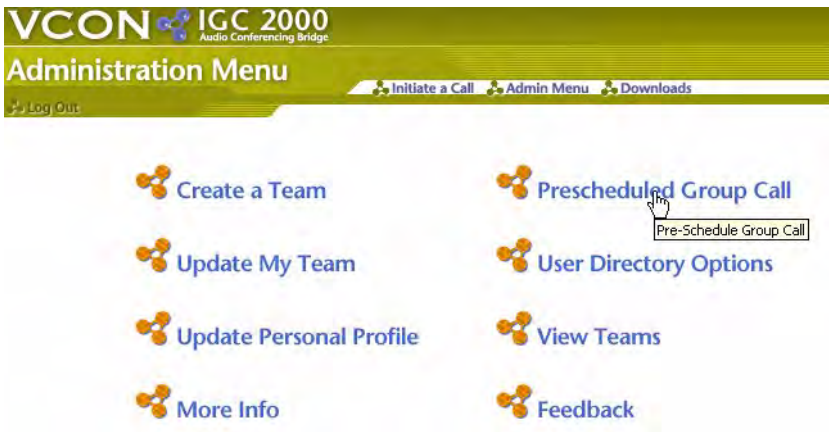 VCON IGC 2000
Audio Conferencing Bridge
Administration Menu
Initiate a Call Admin Menu Downloads
Log Out
Create a Team Prescheduled Group Call
Pre-Schedule Group Call
Update My Team User Directory Options
Update Personal Profile View Teams
More Info Feedback